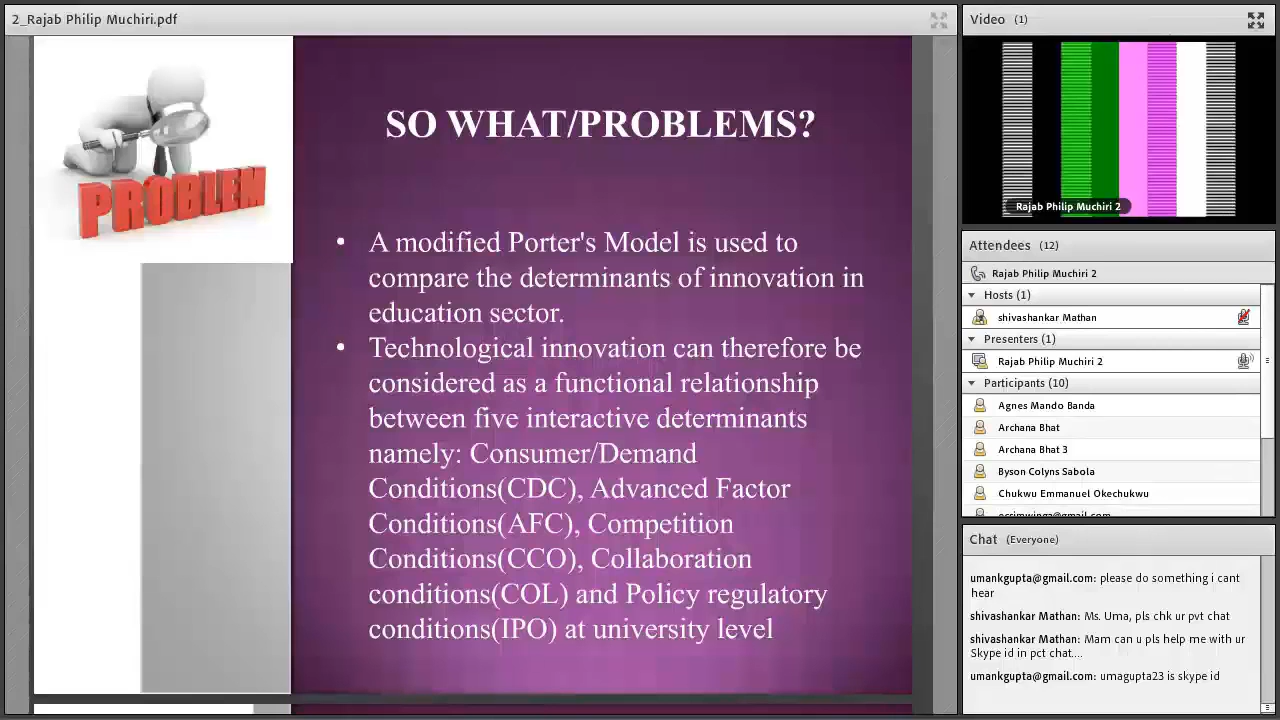 2_Rajab Philip Muchiri.pdf
PROBLEM
SO WHAT/PROBLEMS?
• A modified Porter's Model is used to
compare the determinants of innovation in
education sector.
• Technological innovation can therefore be
considered as a functional relationship
between five interactive determinants
namely: Consumer/Demand
Conditions(CDC), Advanced Factor
Conditions(AFC), Competition
Conditions(CCO), Collaboration
conditions(COL) and Policy regulatory
conditions(IPO) at university level
Video (1)
Rajab Philip Muchiri 2
Attendees (12)
Rajab Philip Muchiri 2
Hosts (1)
shivashankar Mathan
Presenters (1)
Rajab Philip Muchiri 2
Participants (10)
Agnes Mando Banda
Archana Bhat
Archana Bhat 3
Byson Colyns Sabola
Chukwu Emmanuel Okechukwu
Chat (Everyone)
umankgupta@gmail.com: please do something i cant
hear
shivashankar Mathan: Ms. Uma, pls chk ur pvt chat
shivashankar Mathan: Mam can u pls help me with ur
Skype id in pct chat....
umankgupta@gmail.com: umagupta23 is skype id